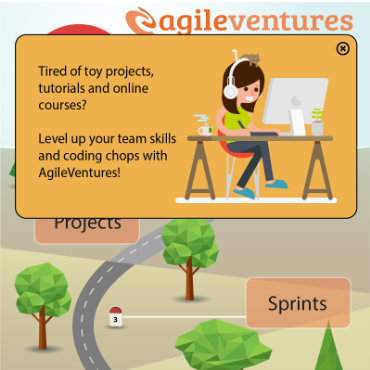 agileventures
Tired of toy projects,
tutorials and online
courses?
Level up your team skills
and coding chops with
AgileVentures!
Projects
Sprints
3